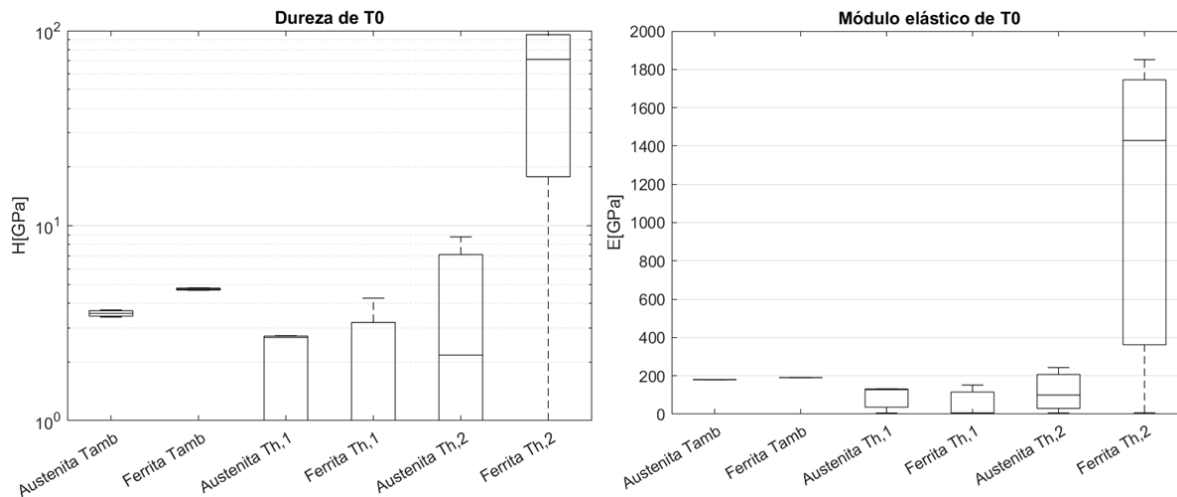 Dureza de T0
H[GPa]
10^2
10^1
10^0
Austenita Tamb
Ferrita Tamb
Austenita Th,1
Ferrita Th,1
Austenita Th,2
Ferrita Th,2
Módulo elástico de T0
E[GPa]
2000
1800
1600
1400
1200
1000
800
600
400
200
0
Austenita Tamb
Ferrita Tamb
Austenita Th,1
Ferrita Th,1
Austenita Th,2
Ferrita Th,2